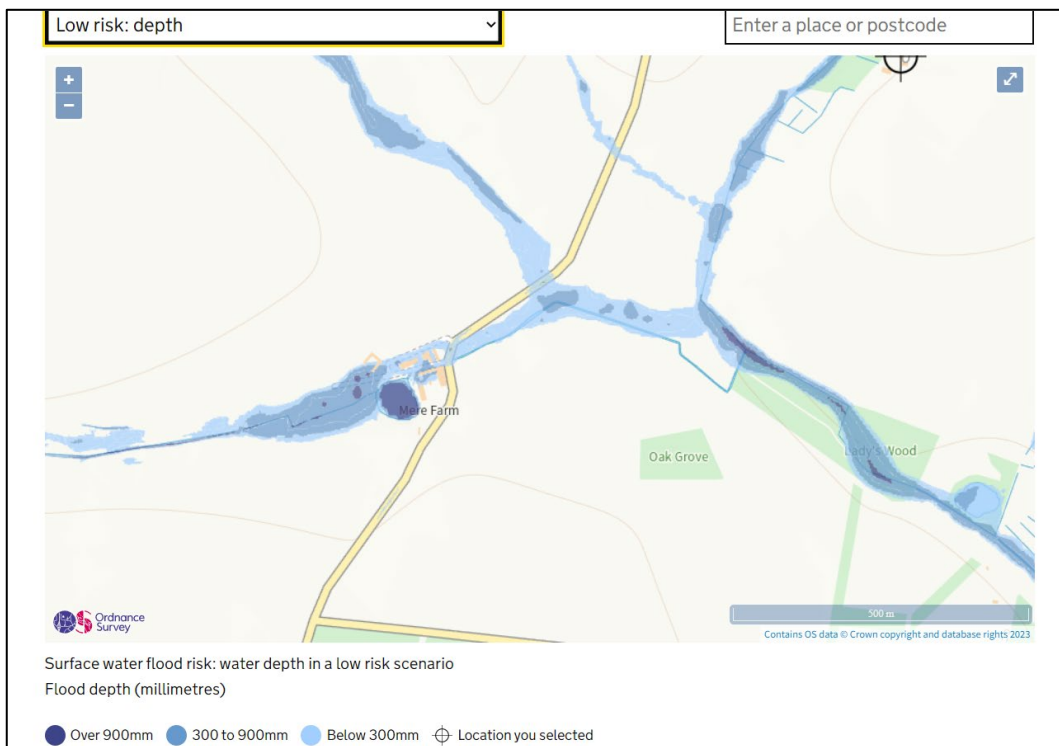 Low risk: depth
Enter a place or postcode
+
−
Mere Farm
Oak Grove
Lady's Wood
Ordnance
Survey
500 m
Contains OS data © Crown copyright and database rights 2023
Surface water flood risk: water depth in a low risk scenario
Flood depth (millimetres)
Over 900mm 300 to 900mm Below 300mm Location you selected